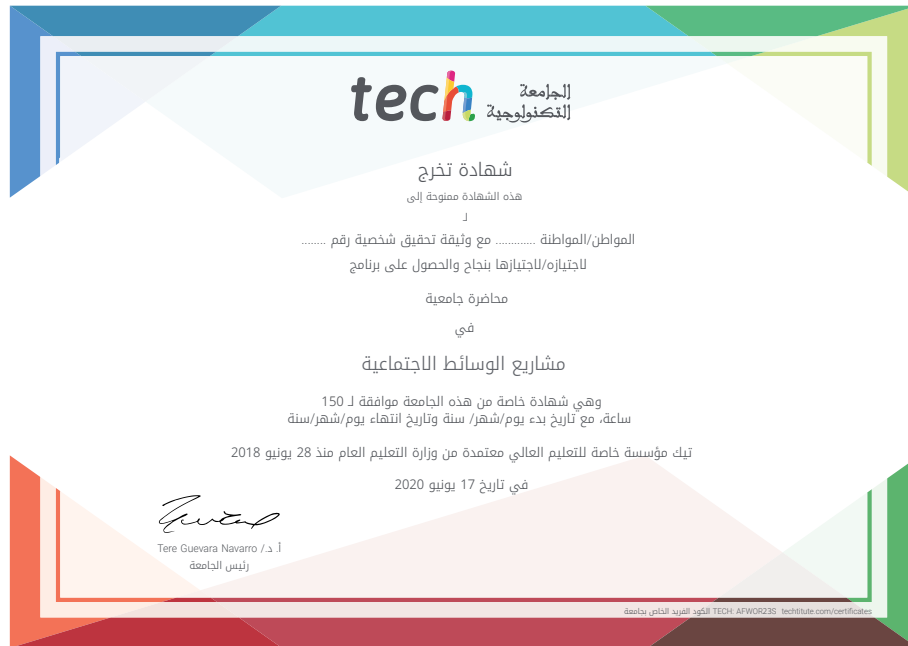 tech الجامعة
التكنولوجية
شهادة تخرج
هذه الشهادة ممنوحة إلى
لـ
المواطن/المواطنة ............ مع وثيقة تحقيق شخصية رقم ........
لاجتيازه/لاجتيازها بنجاح والحصول على برنامج
محاضرة جامعية
في
مشاريع الوسائط الاجتماعية
وهي شهادة خاصة من هذه الجامعة موافقة لـ 150
ساعة، مع تاريخ بدء يوم/شهر/ سنة وتاريخ انتهاء يوم/شهر/سنة
تيك مؤسسة خاصة للتعليم العالي معتمدة من وزارة التعليم العام منذ 28 يونيو 2018
في تاريخ 17 يونيو 2020
أ. د./ Tere Guevara Navarro
رئيس الجامعة
الكود الفريد الخاص بجامعة TECH: AFWOR23S techtitute.com/certificates